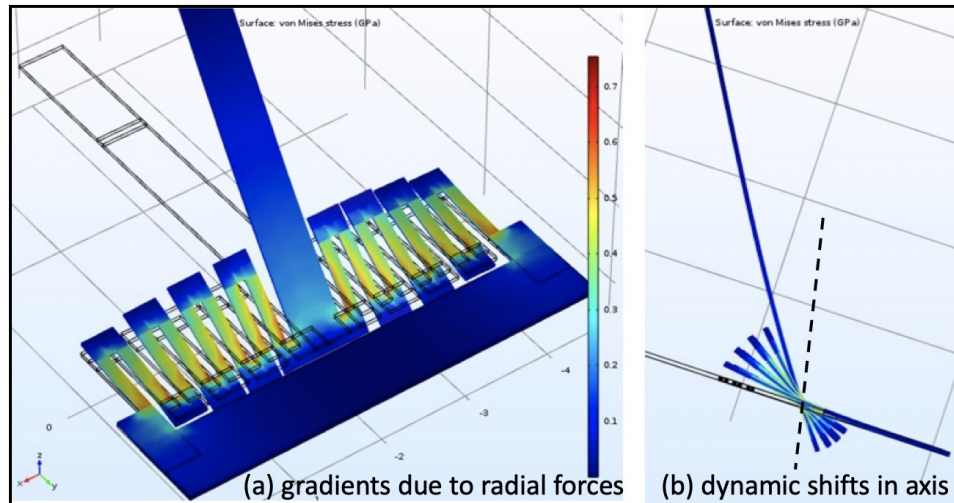 Surface: von Mises stress (GPa)
0.7
0.6
0.5
0.4
0.3
0.2
0.1
0
-2
-3
-4
z
x
y
(a) gradients due to radial forces
Surface: von Mises stress (GPa)
(b) dynamic shifts in axis